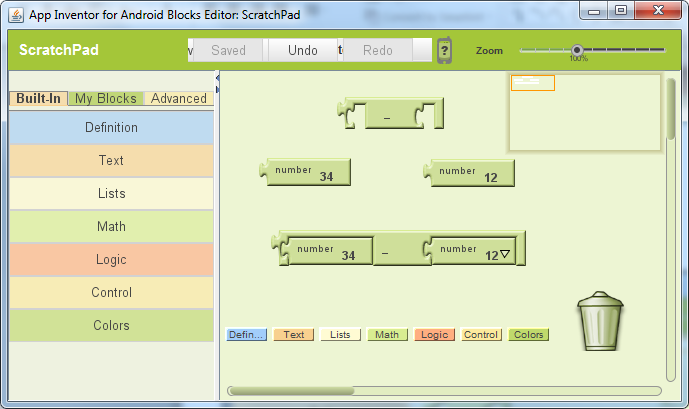 App Inventor for Android Blocks Editor: ScratchPad
ScratchPad
Saved
Undo
Redo
Zoom
100%
Built-In
My Blocks
Advanced
Definition
Text
Lists
Math
Logic
Control
Colors
–
number 34
number 12
number 34 – number 12
Defin...
Text
Lists
Math
Logic
Control
Colors